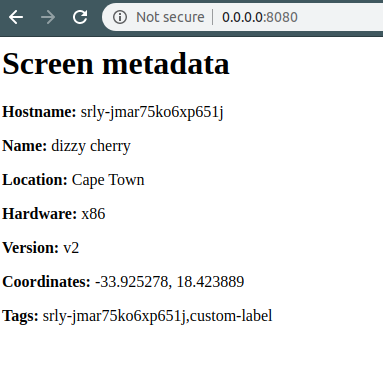 Not secure | 0.0.0.0:8080
Screen metadata
Hostname: srly-jmar75ko6xp651j
Name: dizzy cherry
Location: Cape Town
Hardware: x86
Version: v2
Coordinates: -33.925278, 18.423889
Tags: srly-jmar75ko6xp651j,custom-label